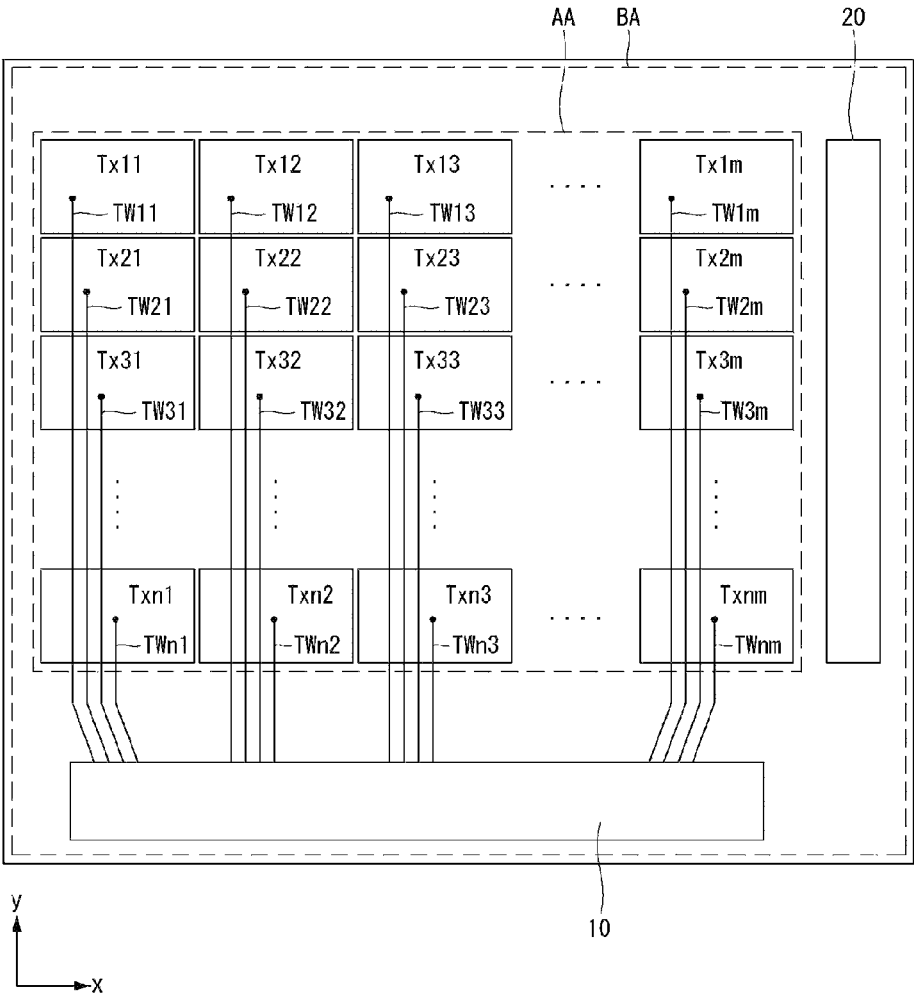 AA BA 20
Tx11 Tx12 Tx13 ···· Tx1m
TW11 TW12 TW13 TW1m
Tx21 Tx22 Tx23 ···· Tx2m
TW21 TW22 TW23 TW2m
Tx31 Tx32 Tx33 ···· Tx3m
TW31 TW32 TW33 TW3m
Txn1 Txn2 Txn3 ···· Txnm
TWn1 TWn2 TWn3 TWnm
10
y
x